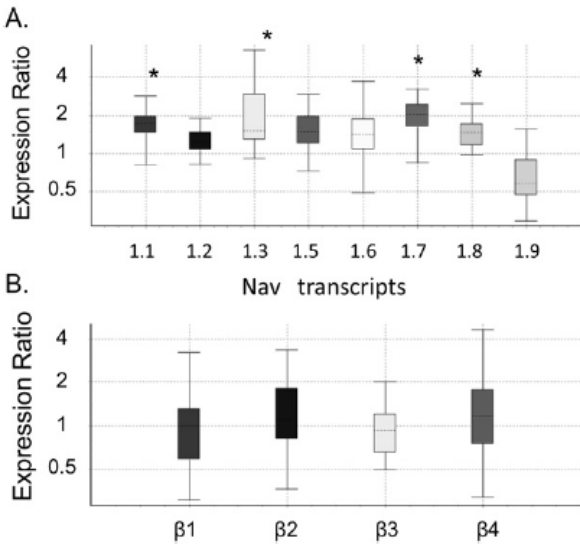 A.
Expression Ratio
* * * *
4
2
1
0.5
1.1 1.2 1.3 1.5 1.6 1.7 1.8 1.9
Nav transcripts
B.
Expression Ratio
4
2
1
0.5
β1 β2 β3 β4